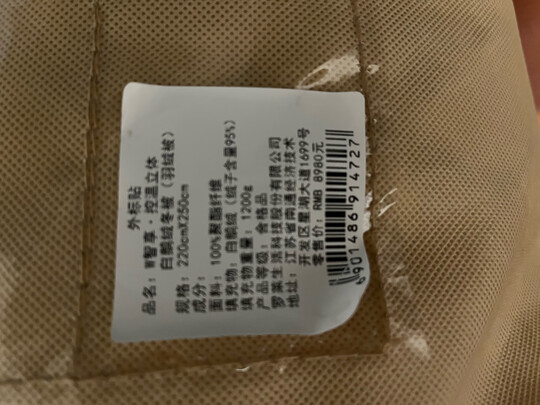 外标贴
品名：W智享·控温立体
白鹅绒冬被（羽绒被）
规格：220cmX250cm
成分：
面料：100%聚酯纤维
填充物：白鹅绒（绒子含量95%）
填充物重量：1200g
产品等级：合格品
罗莱生活科技股份有限公司
地址：江苏省南通经济技术
开发区星湖大道1699号
零售价：RMB 8980元
6901486914727